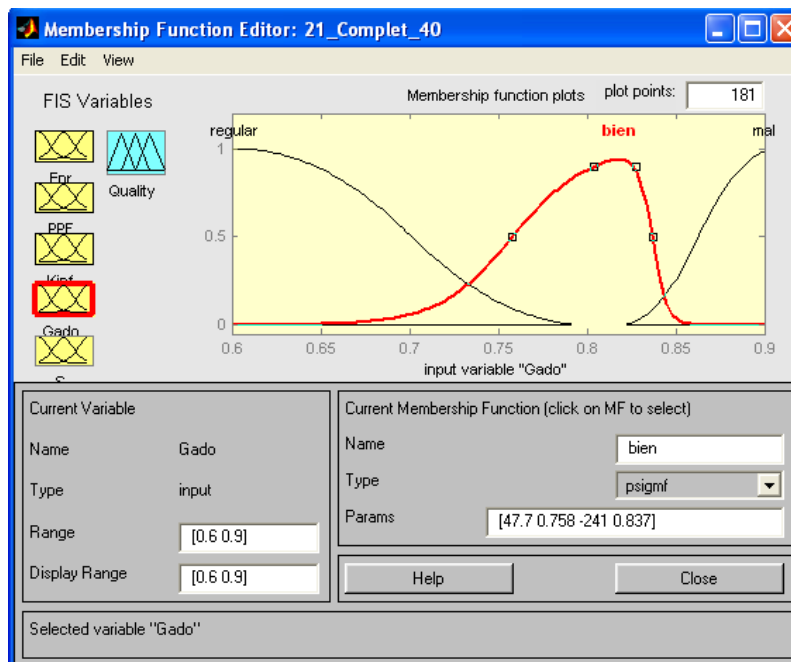 Membership Function Editor: 21_Complet_40
File Edit View
FIS Variables
Membership function plots
plot points:
181
Quality
PPF
Gado
regular
bien
mal
1
0.5
0
0.6 0.65 0.7 0.75 0.8 0.85 0.9
input variable "Gado"
Current Variable
Name Gado
Type input
Range [0.6 0.9]
Display Range [0.6 0.9]
Current Membership Function (click on MF to select)
Name bien
Type psigmf
Params [47.7 0.758 -241 0.837]
Help
Close
Selected variable "Gado"